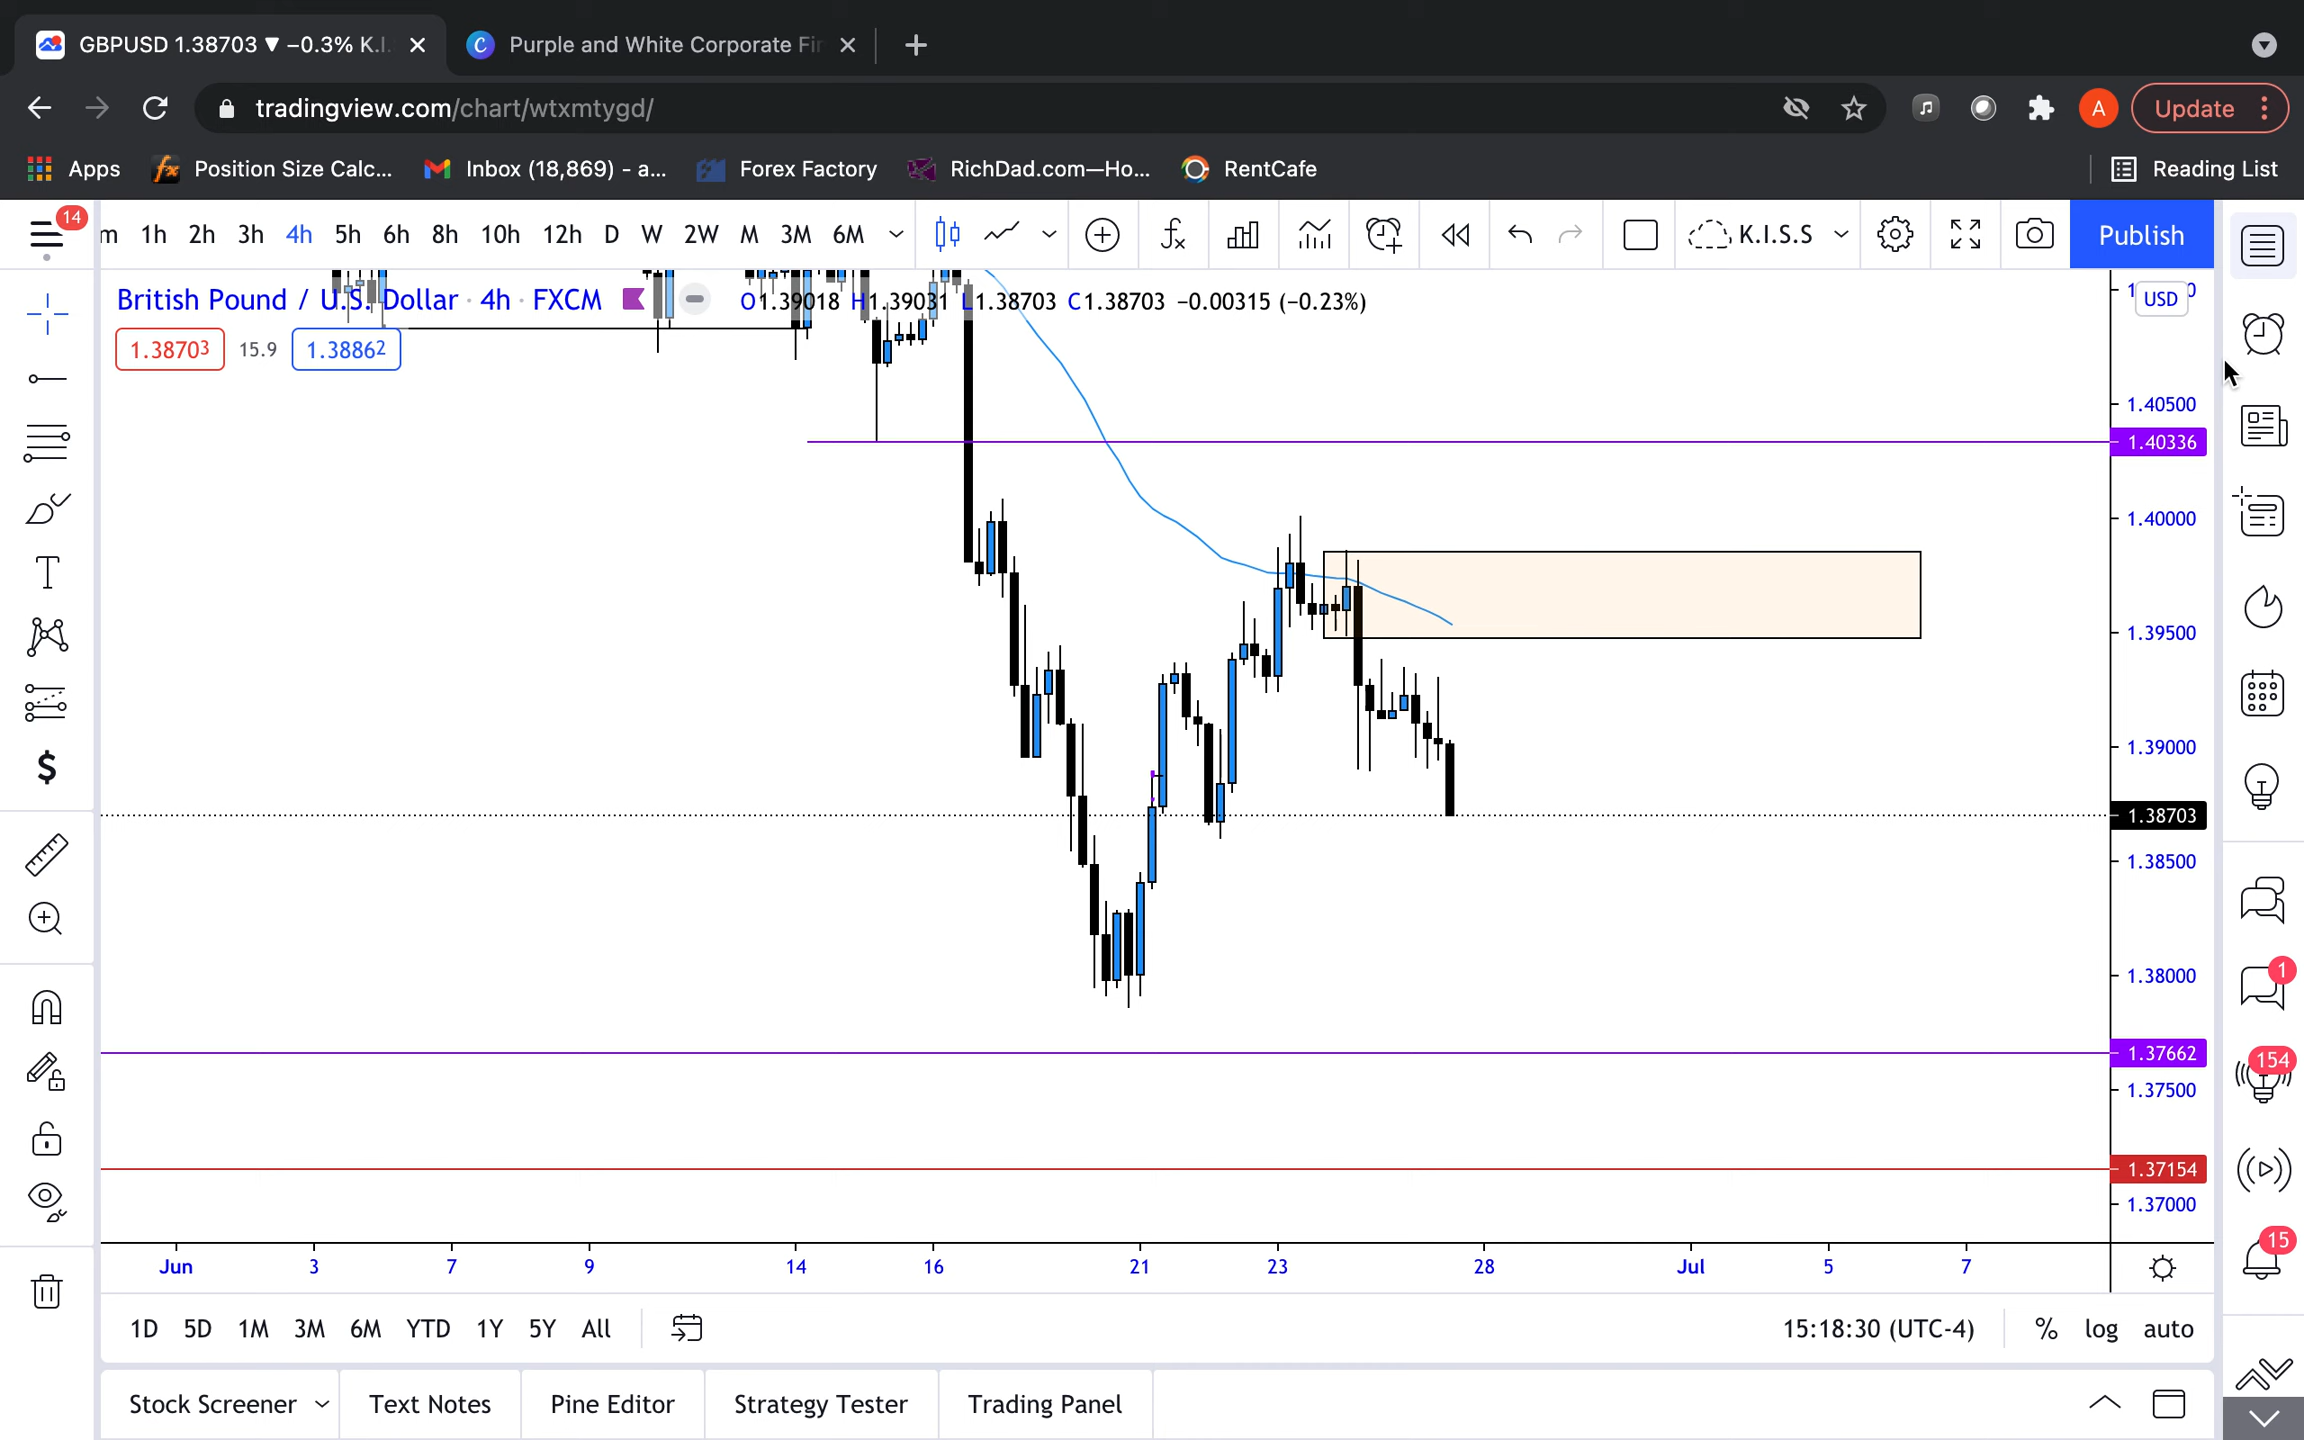 GBPUSD 1.38703 ▼ −0.3% K.I.
Purple and White Corporate Fin
tradingview.com/chart/wtxmtygd/
A
Update
Apps
Position Size Calc...
Inbox (18,869) - a...
Forex Factory
RichDad.com—Ho...
RentCafe
Reading List
14
m 1h 2h 3h 4h 5h 6h 8h 10h 12h D W 2W M 3M 6M
K.I.S.S
Publish
British Pound / U.S. Dollar · 4h · FXCM
O1.39018 H1.39031 L1.38703 C1.38703 −0.00315 (−0.23%)
USD
1.38703
15.9
1.38862
1.40500
1.40336
1.40000
1.39500
1.39000
1.38703
1.38500
1.38000
1.37662
1.37500
1.37154
1.37000
1
154
15
Jun 3 7 9 14 16 21 23 28 Jul 5 7
1D 5D 1M 3M 6M YTD 1Y 5Y All
15:18:30 (UTC-4)
% log auto
Stock Screener
Text Notes
Pine Editor
Strategy Tester
Trading Panel